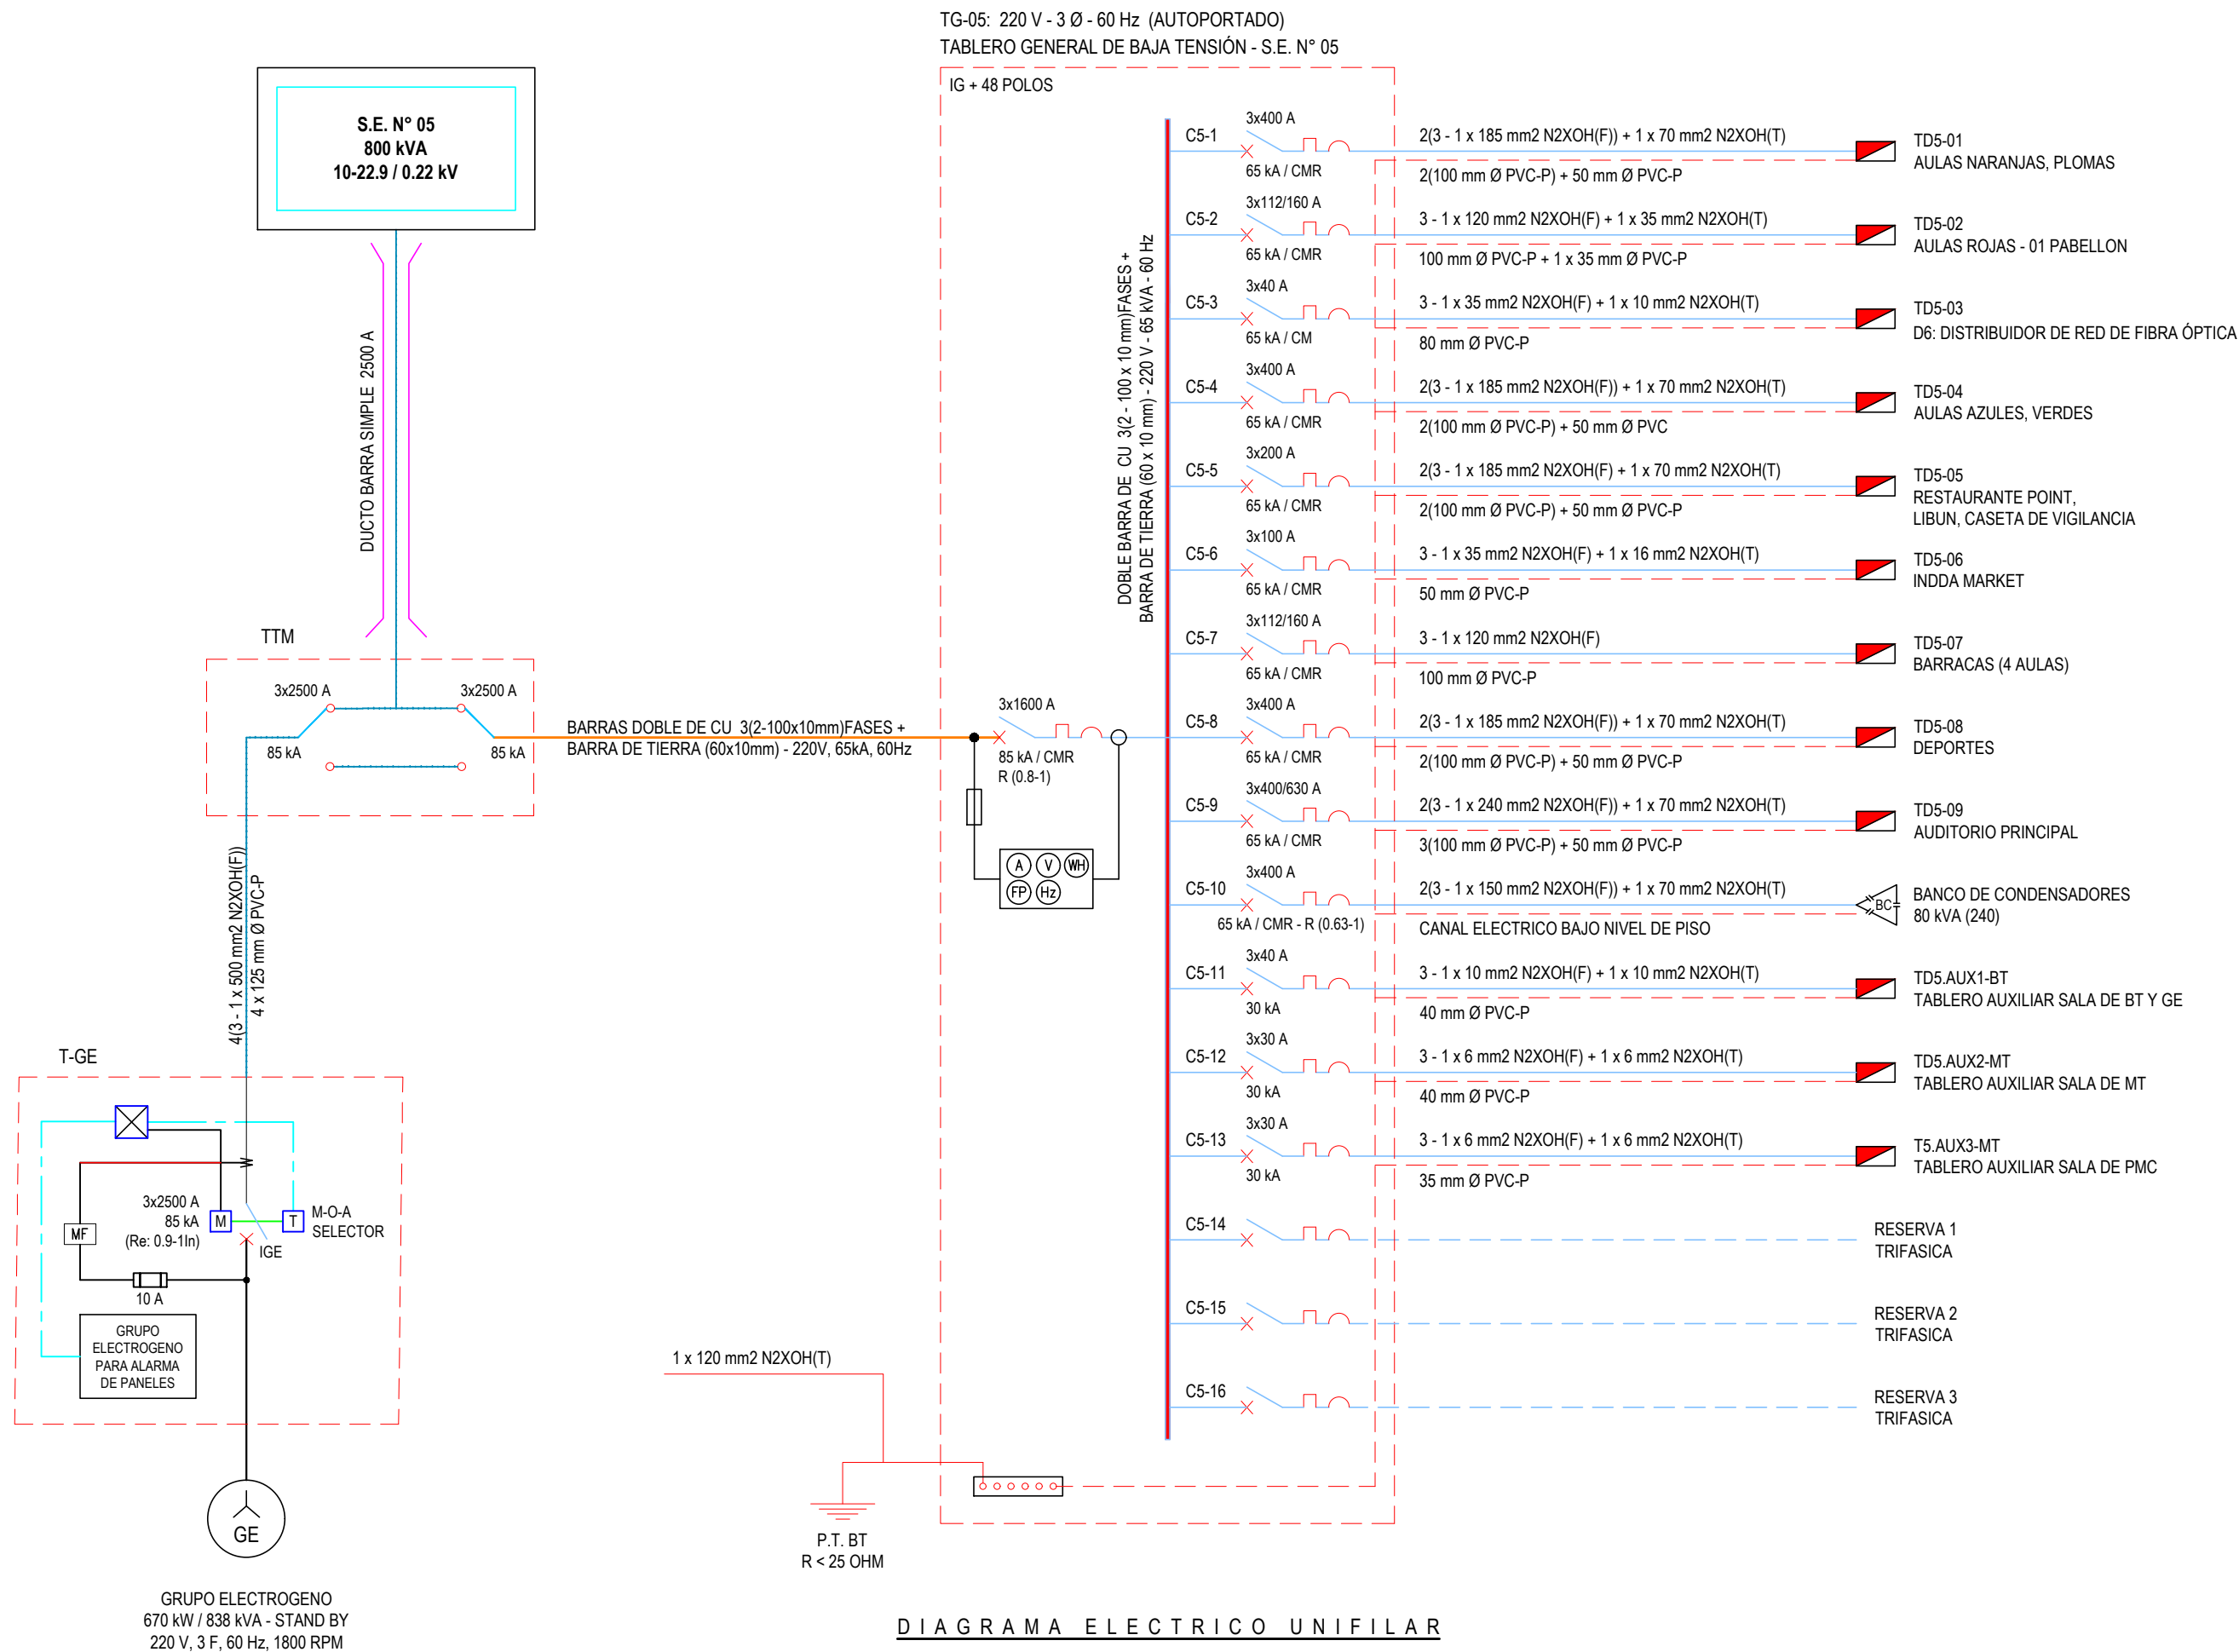 TG-05: 220 V - 3 Ø - 60 Hz (AUTOPORTADO)
TABLERO GENERAL DE BAJA TENSIÓN - S.E. N° 05
IG + 48 POLOS
S.E. N° 05
800 kVA
10-22.9 / 0.22 kV
DUCTO BARRA SIMPLE 2500 A
TTM
3x2500 A
3x2500 A
85 kA
85 kA
BARRAS DOBLE DE CU 3(2-100x10mm)FASES +
BARRA DE TIERRA (60x10mm) - 220V, 65kA, 60Hz
4(3 - 1 x 500 mm2 N2XOH(F))
4 x 125 mm Ø PVC-P
T-GE
3x2500 A
85 kA
(Re: 0.9-1In)
M
T
M-O-A
SELECTOR
IGE
MF
10 A
GRUPO
ELECTROGENO
PARA ALARMA
DE PANELES
GE
GRUPO ELECTROGENO
670 kW / 838 kVA - STAND BY
220 V, 3 F, 60 Hz, 1800 RPM
3x1600 A
85 kA / CMR
R (0.8-1)
A
V
WH
FP
Hz
DOBLE BARRA DE CU 3(2 - 100 x 10 mm)FASES +
BARRA DE TIERRA (60 x 10 mm) - 220 V - 65 kVA - 60 Hz
C5-1
3x400 A
65 kA / CMR
2(3 - 1 x 185 mm2 N2XOH(F)) + 1 x 70 mm2 N2XOH(T)
2(100 mm Ø PVC-P) + 50 mm Ø PVC-P
TD5-01
AULAS NARANJAS, PLOMAS
C5-2
3x112/160 A
65 kA / CMR
3 - 1 x 120 mm2 N2XOH(F) + 1 x 35 mm2 N2XOH(T)
100 mm Ø PVC-P + 1 x 35 mm Ø PVC-P
TD5-02
AULAS ROJAS - 01 PABELLON
C5-3
3x40 A
65 kA / CM
3 - 1 x 35 mm2 N2XOH(F) + 1 x 10 mm2 N2XOH(T)
80 mm Ø PVC-P
TD5-03
D6: DISTRIBUIDOR DE RED DE FIBRA ÓPTICA
C5-4
3x400 A
65 kA / CMR
2(3 - 1 x 185 mm2 N2XOH(F)) + 1 x 70 mm2 N2XOH(T)
2(100 mm Ø PVC-P) + 50 mm Ø PVC
TD5-04
AULAS AZULES, VERDES
C5-5
3x200 A
65 kA / CMR
2(3 - 1 x 185 mm2 N2XOH(F) + 1 x 70 mm2 N2XOH(T)
2(100 mm Ø PVC-P) + 50 mm Ø PVC-P
TD5-05
RESTAURANTE POINT,
LIBUN, CASETA DE VIGILANCIA
C5-6
3x100 A
65 kA / CMR
3 - 1 x 35 mm2 N2XOH(F) + 1 x 16 mm2 N2XOH(T)
50 mm Ø PVC-P
TD5-06
INDDA MARKET
C5-7
3x112/160 A
65 kA / CMR
3 - 1 x 120 mm2 N2XOH(F)
100 mm Ø PVC-P
TD5-07
BARRACAS (4 AULAS)
C5-8
3x400 A
65 kA / CMR
2(3 - 1 x 185 mm2 N2XOH(F)) + 1 x 70 mm2 N2XOH(T)
2(100 mm Ø PVC-P) + 50 mm Ø PVC-P
TD5-08
DEPORTES
C5-9
3x400/630 A
65 kA / CMR
2(3 - 1 x 240 mm2 N2XOH(F)) + 1 x 70 mm2 N2XOH(T)
3(100 mm Ø PVC-P) + 50 mm Ø PVC-P
TD5-09
AUDITORIO PRINCIPAL
C5-10
3x400 A
65 kA / CMR - R (0.63-1)
2(3 - 1 x 150 mm2 N2XOH(F)) + 1 x 70 mm2 N2XOH(T)
CANAL ELECTRICO BAJO NIVEL DE PISO
BC
BANCO DE CONDENSADORES
80 kVA (240)
C5-11
3x40 A
30 kA
3 - 1 x 10 mm2 N2XOH(F) + 1 x 10 mm2 N2XOH(T)
40 mm Ø PVC-P
TD5.AUX1-BT
TABLERO AUXILIAR SALA DE BT Y GE
C5-12
3x30 A
30 kA
3 - 1 x 6 mm2 N2XOH(F) + 1 x 6 mm2 N2XOH(T)
40 mm Ø PVC-P
TD5.AUX2-MT
TABLERO AUXILIAR SALA DE MT
C5-13
3x30 A
30 kA
3 - 1 x 6 mm2 N2XOH(F) + 1 x 6 mm2 N2XOH(T)
35 mm Ø PVC-P
T5.AUX3-MT
TABLERO AUXILIAR SALA DE PMC
C5-14
RESERVA 1
TRIFASICA
C5-15
RESERVA 2
TRIFASICA
C5-16
RESERVA 3
TRIFASICA
1 x 120 mm2 N2XOH(T)
P.T. BT
R < 25 OHM
DIAGRAMA ELECTRICO UNIFILAR